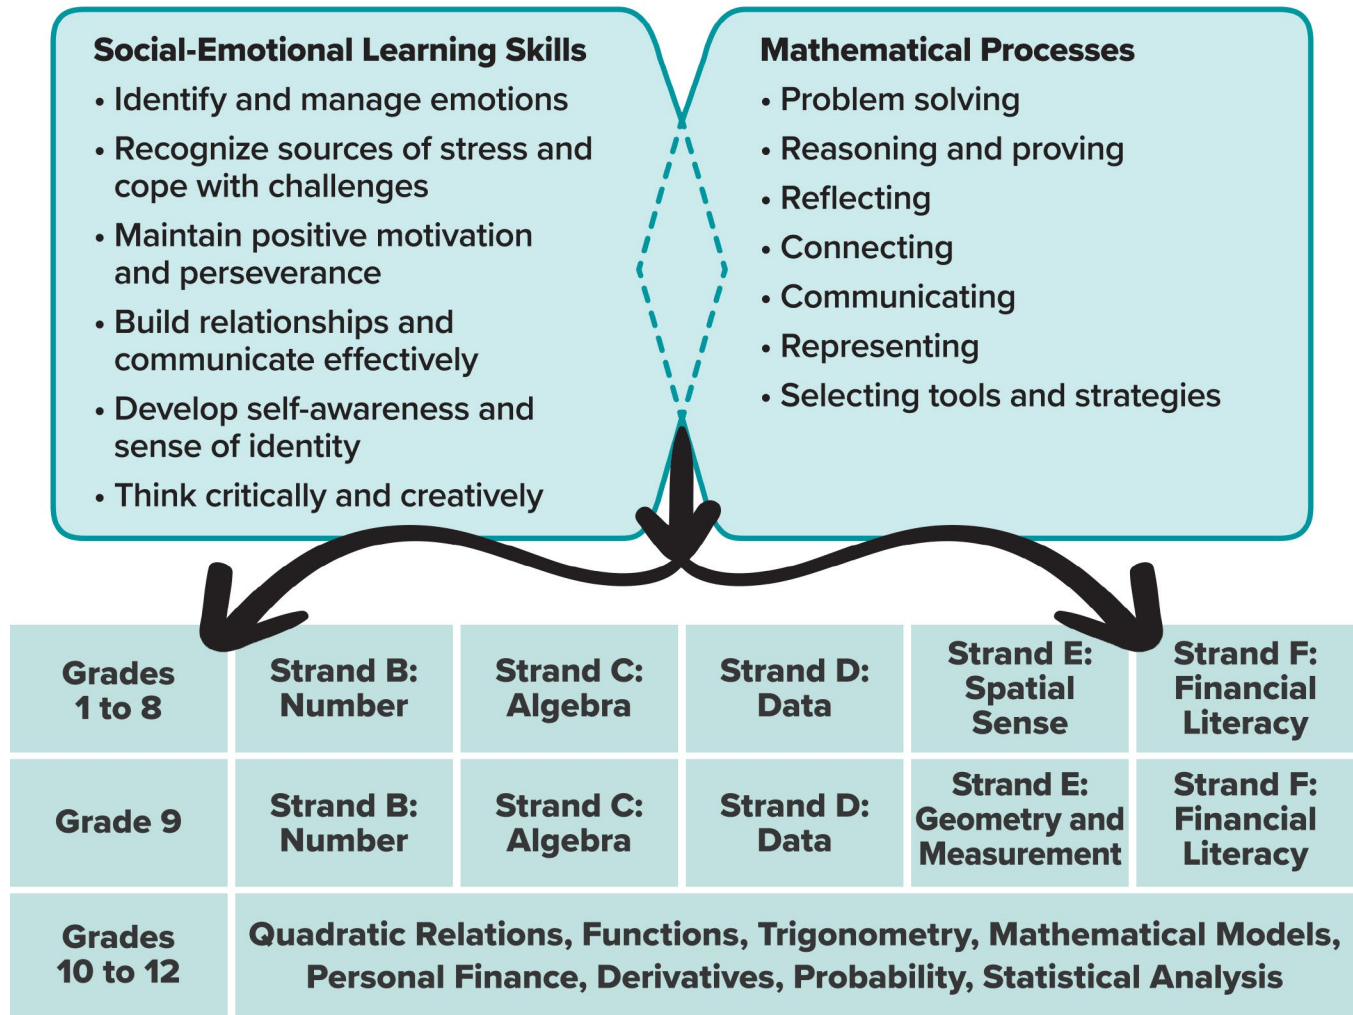 Social-Emotional Learning Skills
• Identify and manage emotions
• Recognize sources of stress and
cope with challenges
• Maintain positive motivation
and perseverance
• Build relationships and
communicate effectively
• Develop self-awareness and
sense of identity
• Think critically and creatively
Mathematical Processes
• Problem solving
• Reasoning and proving
• Reflecting
• Connecting
• Communicating
• Representing
• Selecting tools and strategies
Grades
1 to 8
Strand B:
Number
Strand C:
Algebra
Strand D:
Data
Strand E:
Spatial
Sense
Strand F:
Financial
Literacy
Grade 9
Strand B:
Number
Strand C:
Algebra
Strand D:
Data
Strand E:
Geometry and
Measurement
Strand F:
Financial
Literacy
Grades
10 to 12
Quadratic Relations, Functions, Trigonometry, Mathematical Models,
Personal Finance, Derivatives, Probability, Statistical Analysis